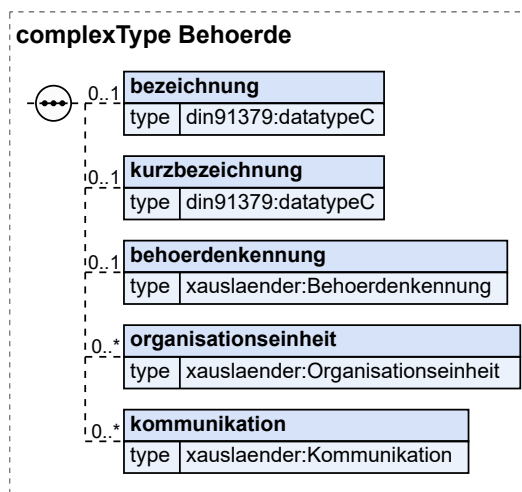 complexType Behoerde
0..1 bezeichnung
type din91379:datatypeC
0..1 kurzbezeichnung
type din91379:datatypeC
0..1 behoerdenkennung
type xauslaender:Behoerdenkennung
0..* organisationseinheit
type xauslaender:Organisationseinheit
0..* kommunikation
type xauslaender:Kommunikation